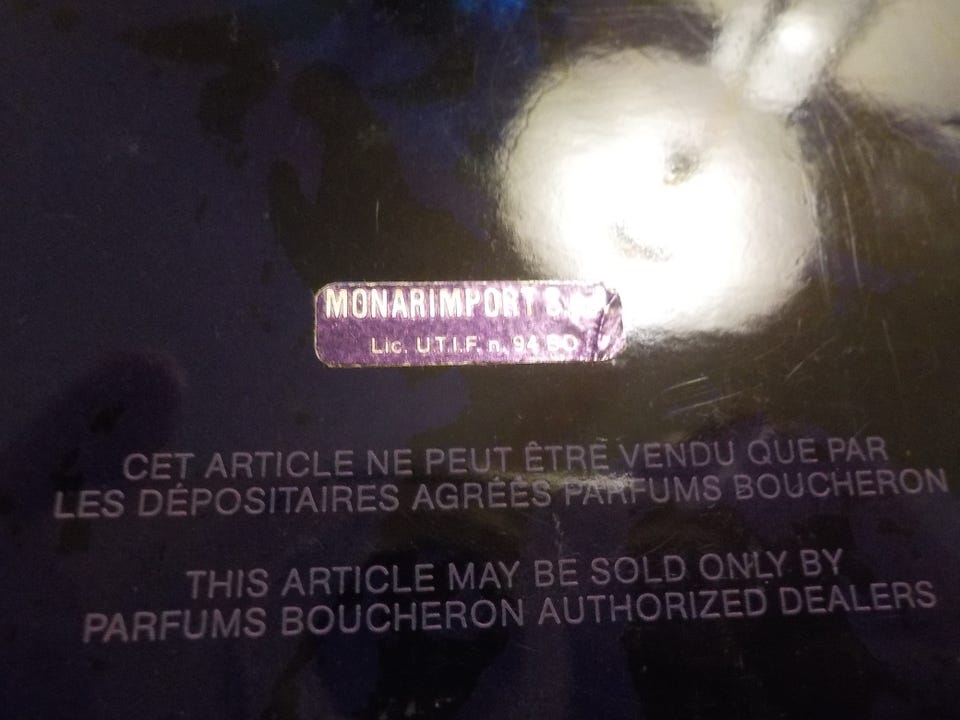 MONARIMPORT
Lic. U.T.I.F. n. 94 BO
CET ARTICLE NE PEUT ÊTRE VENDU QUE PAR
LES DÉPOSITAIRES AGRÉÉS PARFUMS BOUCHERON
THIS ARTICLE MAY BE SOLD ONLY BY
PARFUMS BOUCHERON AUTHORIZED DEALERS